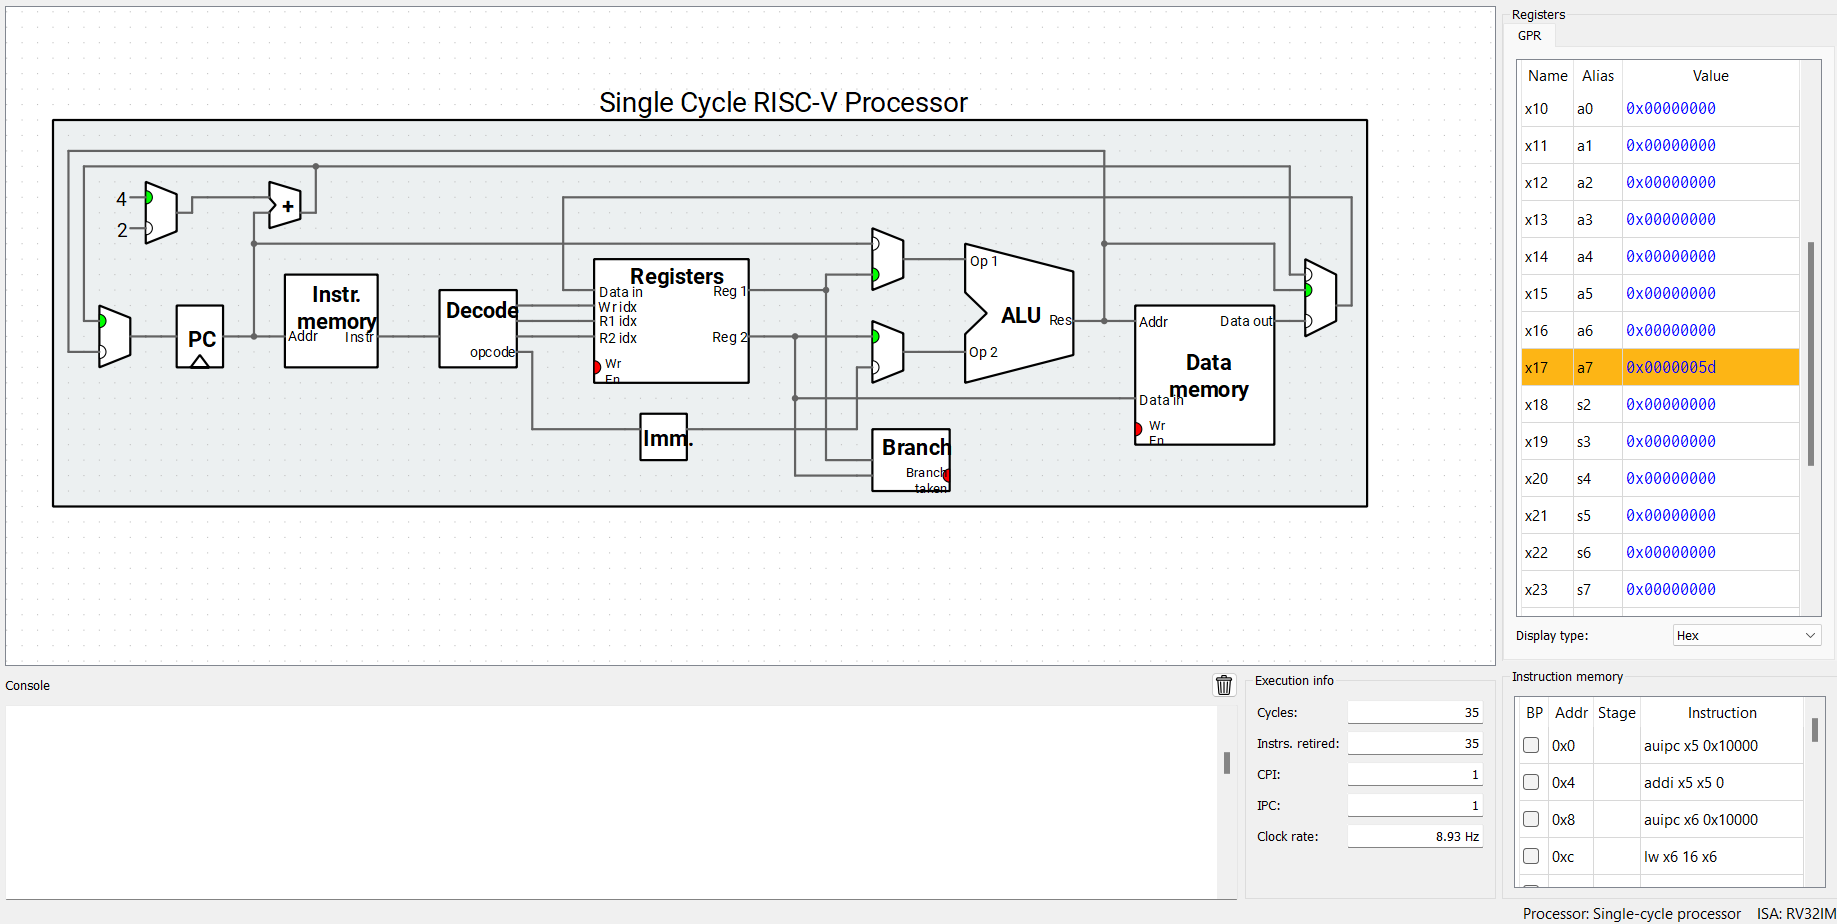 Single Cycle RISC-V Processor
4
2
+
PC
Instr.
memory
Addr
Instr
Decode
opcode
Registers
Data in
Wr idx
R1 idx
R2 idx
Wr
En
Reg 1
Reg 2
Imm.
Branch
Branch
taken
Op 1
Op 2
ALU
Res
Addr
Data out
Data
memory
Data in
Wr
En
Console
Execution info
Cycles: 35
Instrs. retired: 35
CPI: 1
IPC: 1
Clock rate: 8.93 Hz
Registers
GPR
Name Alias Value
x10 a0 0x00000000
x11 a1 0x00000000
x12 a2 0x00000000
x13 a3 0x00000000
x14 a4 0x00000000
x15 a5 0x00000000
x16 a6 0x00000000
x17 a7 0x0000005d
x18 s2 0x00000000
x19 s3 0x00000000
x20 s4 0x00000000
x21 s5 0x00000000
x22 s6 0x00000000
x23 s7 0x00000000
Display type: Hex
Instruction memory
BP Addr Stage Instruction
0x0 auipc x5 0x10000
0x4 addi x5 x5 0
0x8 auipc x6 0x10000
0xc lw x6 16 x6
Processor: Single-cycle processor ISA: RV32IM